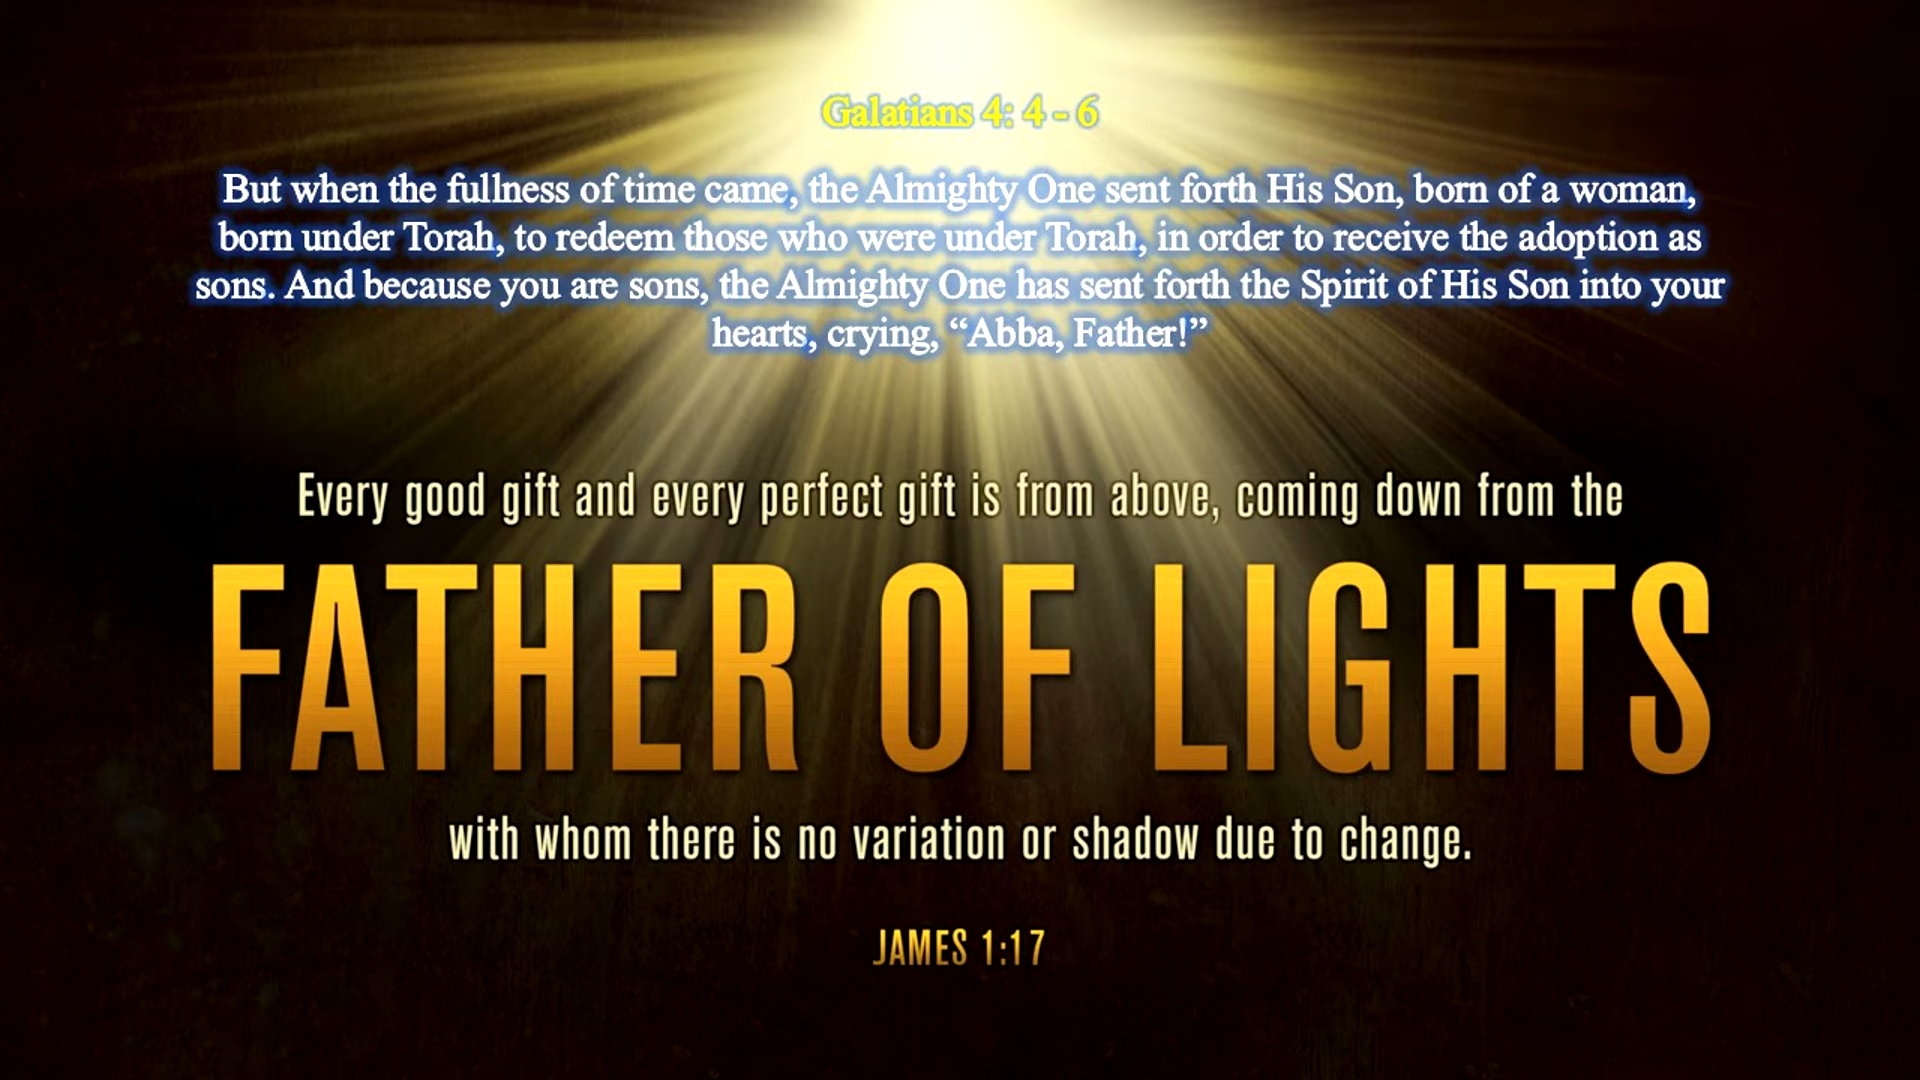 Galatians 4: 4 - 6
But when the fullness of time came, the Almighty One sent forth His Son, born of a woman,
born under Torah, to redeem those who were under Torah, in order to receive the adoption as
sons. And because you are sons, the Almighty One has sent forth the Spirit of His Son into your
hearts, crying, “Abba, Father!”
Every good gift and every perfect gift is from above, coming down from the
FATHER OF LIGHTS
with whom there is no variation or shadow due to change.
JAMES 1:17